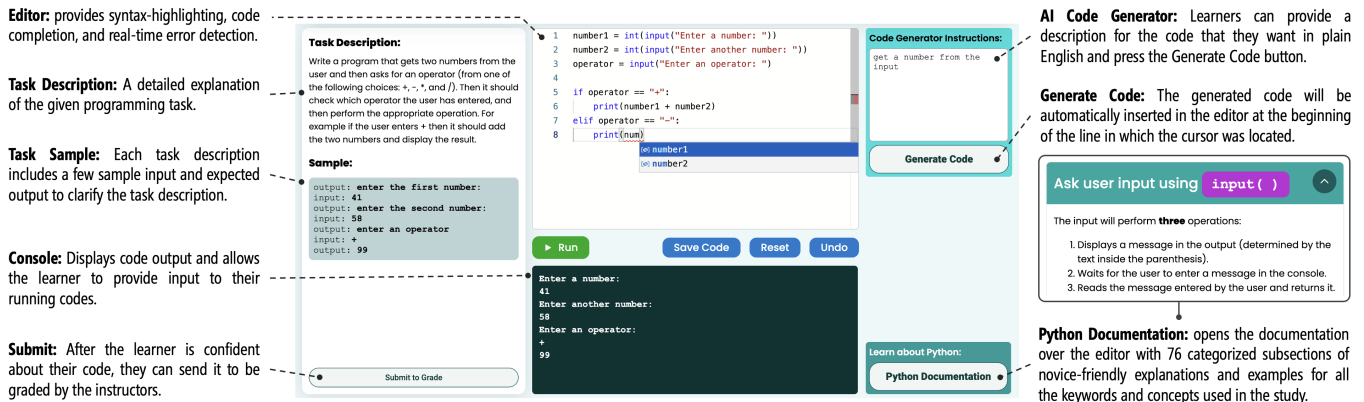 Editor: provides syntax-highlighting, code
completion, and real-time error detection.
Task Description: A detailed explanation
of the given programming task.
Task Sample: Each task description
includes a few sample input and expected
output to clarify the task description.
Console: Displays code output and allows
the learner to provide input to their
running codes.
Submit: After the learner is confident
about their code, they can send it to be
graded by the instructors.
Task Description:
Write a program that gets two numbers from the
user and then asks for an operator (from one of
the following choices: +, -, *, and /). Then it should
check which operator the user has entered, and
then perform the appropriate operation. For
example if the user enters + then it should add
the two numbers and display the result.
Sample:
output: enter the first number:
input: 41
output: enter the second number:
input: 58
output: enter an operator
input: +
output: 99
Submit to Grade
1 number1 = int(input("Enter a number: "))
2 number2 = int(input("Enter another number: "))
3 operator = input("Enter an operator: ")
4
5 if operator == "+":
6 print(number1 + number2)
7 elif operator == "-":
8 print(num)
number1
number2
Run
Save Code
Reset
Undo
Enter a number:
41
Enter another number:
58
Enter an operator:
+
99
Code Generator Instructions:
get a number from the
input
Generate Code
Learn about Python:
Python Documentation
AI Code Generator: Learners can provide a
description for the code that they want in plain
English and press the Generate Code button.
Generate Code: The generated code will be
automatically inserted in the editor at the beginning
of the line in which the cursor was located.
Ask user input using input( )
The input will perform three operations:
1. Displays a message in the output (determined by the
text inside the parenthesis).
2. Waits for the user to enter a message in the console.
3. Reads the message entered by the user and returns it.
Python Documentation: opens the documentation
over the editor with 76 categorized subsections of
novice-friendly explanations and examples for all
the keywords and concepts used in the study.